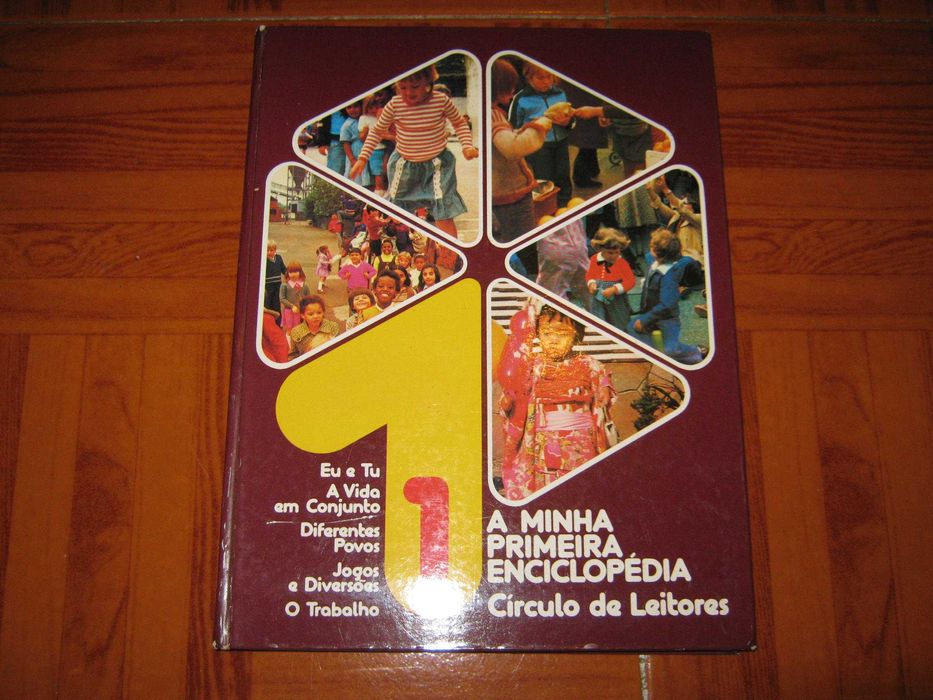 Eu e Tu
A Vida
em Conjunto
Diferentes
Povos
Jogos
e Diversões
O Trabalho
1
A MINHA
PRIMEIRA
ENCICLOPÉDIA
Círculo de Leitores